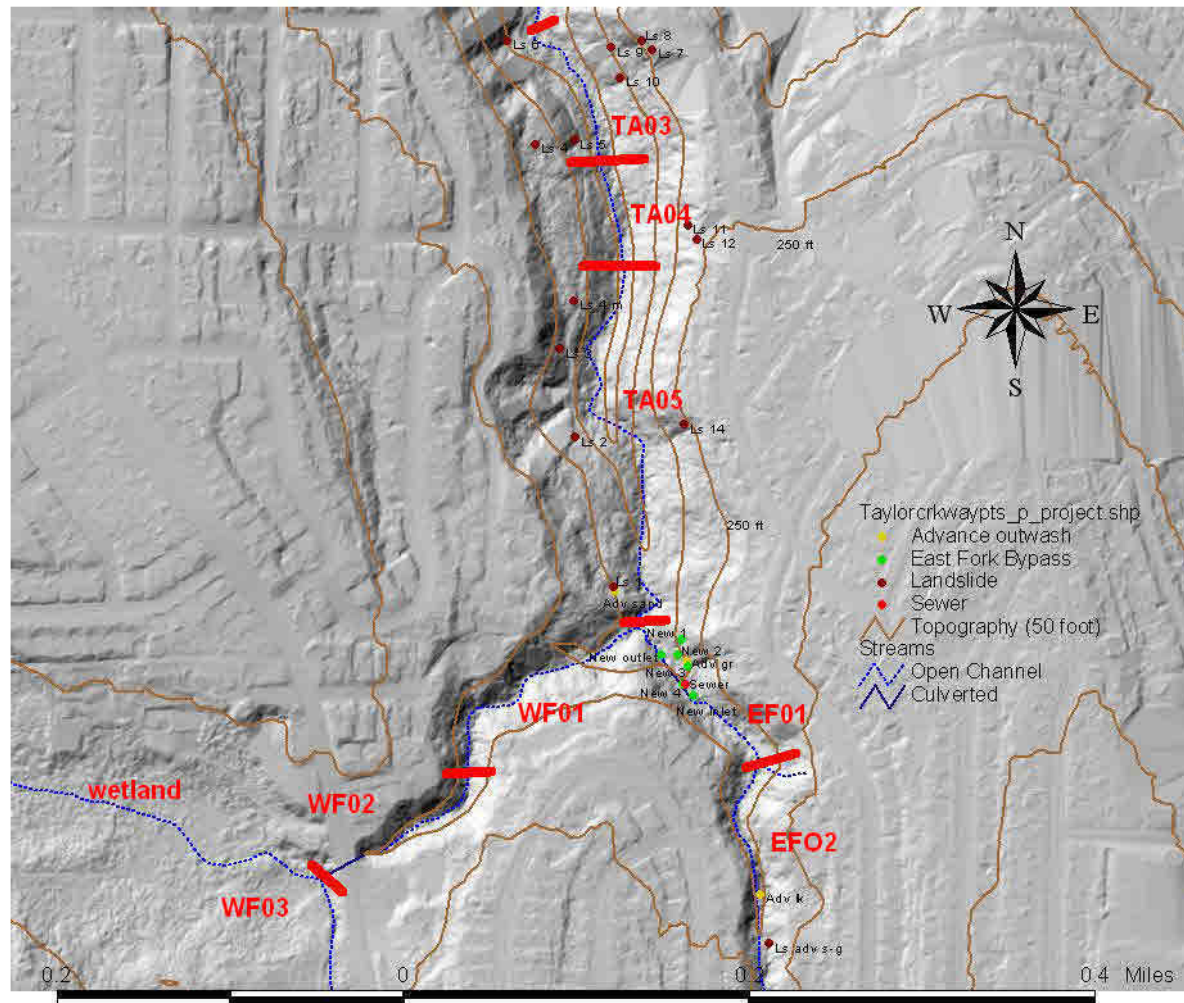 Ls 6
Ls 8
Ls 9
Ls 7
Ls 10
TA03
Ls 4
Ls 5
TA04
Ls 11
Ls 12
250 ft
N
W
E
S
Ls 4 m
TA05
Ls 14
Ls 2
Taylorcrkwaypts_p_project.shp
Advance outwash
East Fork Bypass
Landslide
Sewer
Topography (50 foot)
Streams
Open Channel
Culverted
250 ft
Ls 1
Adv sand
New 1
New outlet
New 2
Adv gr
New 3
Sewer
New 4
New inlet
WF01
EF01
wetland
WF02
EFO2
WF03
Adv lk
Ls adv s-g
0.2
0
0.2
0.4
Miles